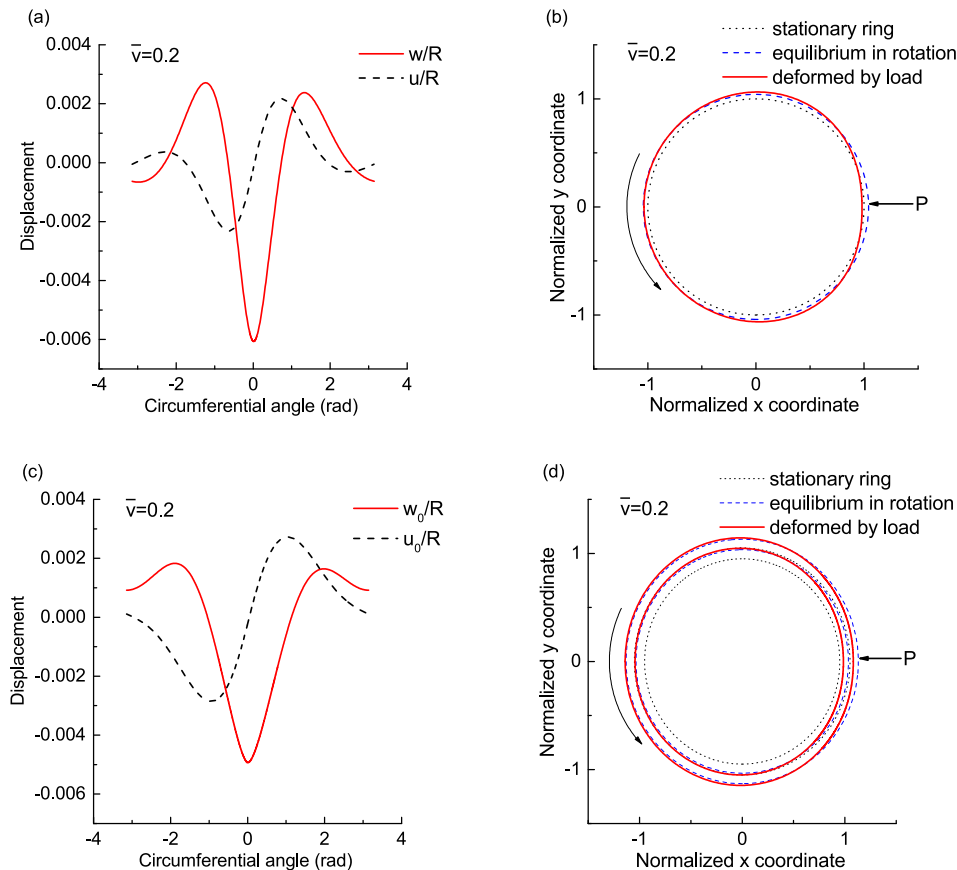 (a)
v̅=0.2
w/R
u/R
0.004
0.002
0.000
-0.002
-0.004
-0.006
Displacement
-4
-2
0
2
4
Circumferential angle (rad)
(b)
v̅=0.2
stationary ring
equilibrium in rotation
deformed by load
1
0
-1
Normalized y coordinate
P
-1
0
1
Normalized x coordinate
(c)
v̅=0.2
w₀/R
u₀/R
0.004
0.002
0.000
-0.002
-0.004
-0.006
Displacement
-4
-2
0
2
4
Circumferential angle (rad)
(d)
v̅=0.2
stationary ring
equilibrium in rotation
deformed by load
1
0
-1
Normalized y coordinate
P
-1
0
1
Normalized x coordinate